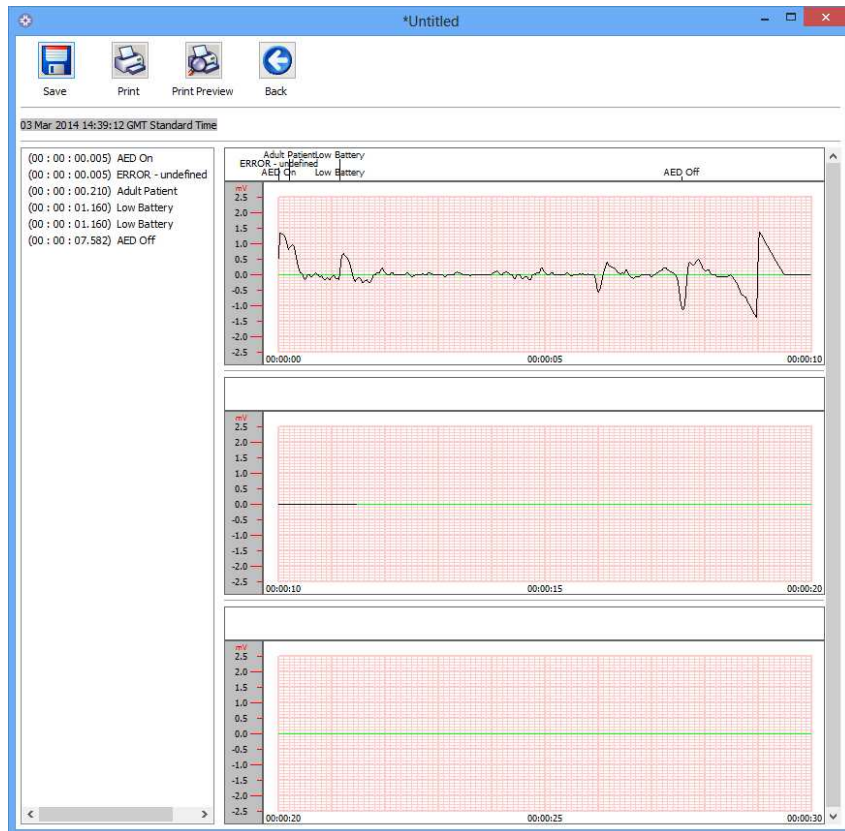 *Untitled
Save Print Print Preview Back
03 Mar 2014 14:39:12 GMT Standard Time
(00 : 00 : 00.005) AED On
(00 : 00 : 00.005) ERROR - undefined
(00 : 00 : 00.210) Adult Patient
(00 : 00 : 01.160) Low Battery
(00 : 00 : 01.160) Low Battery
(00 : 00 : 07.582) AED Off
Adult Patient Low Battery
ERROR - undefined
AED On Low Battery AED Off
mV
2.5
2.0
1.5
1.0
0.5
0.0
-0.5
-1.0
-1.5
-2.0
-2.5
00:00:00 00:00:05 00:00:10
mV
2.5
2.0
1.5
1.0
0.5
0.0
-0.5
-1.0
-1.5
-2.0
-2.5
00:00:10 00:00:15 00:00:20
mV
2.5
2.0
1.5
1.0
0.5
0.0
-0.5
-1.0
-1.5
-2.0
-2.5
00:00:20 00:00:25 00:00:30